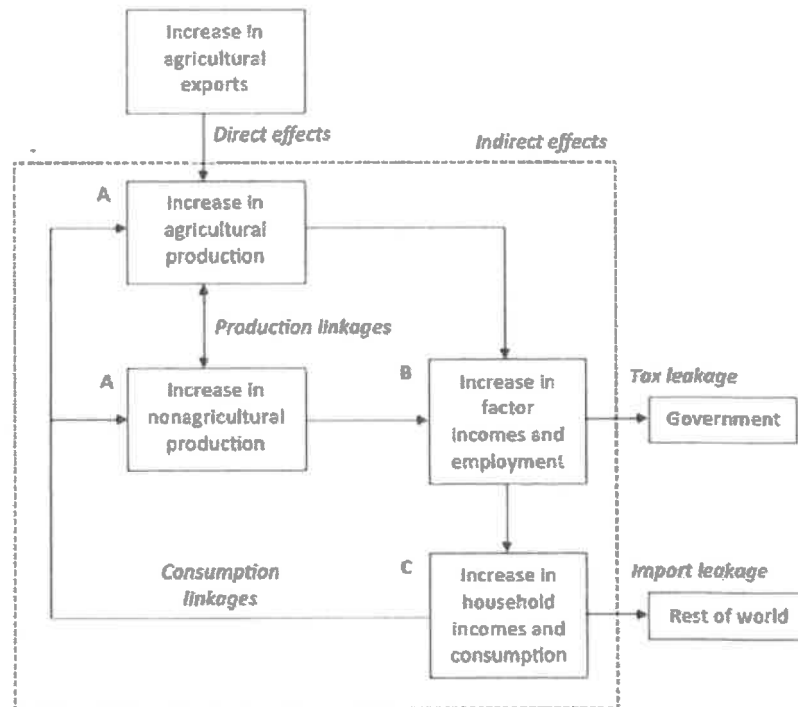 Increase in
agricultural
exports
Direct effects
Indirect effects
A
Increase in
agricultural
production
Production linkages
A
Increase in
nonagricultural
production
B
Increase in
factor
incomes and
employment
Tax leakage
Government
Consumption
linkages
C
Increase in
household
incomes and
consumption
Import leakage
Rest of world